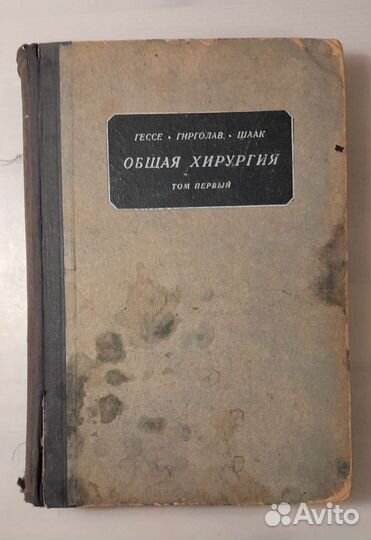 ГЕССЕ • ГИРГОЛАВ • ШААК
ОБЩАЯ ХИРУРГИЯ
ТОМ ПЕРВЫЙ
Avito